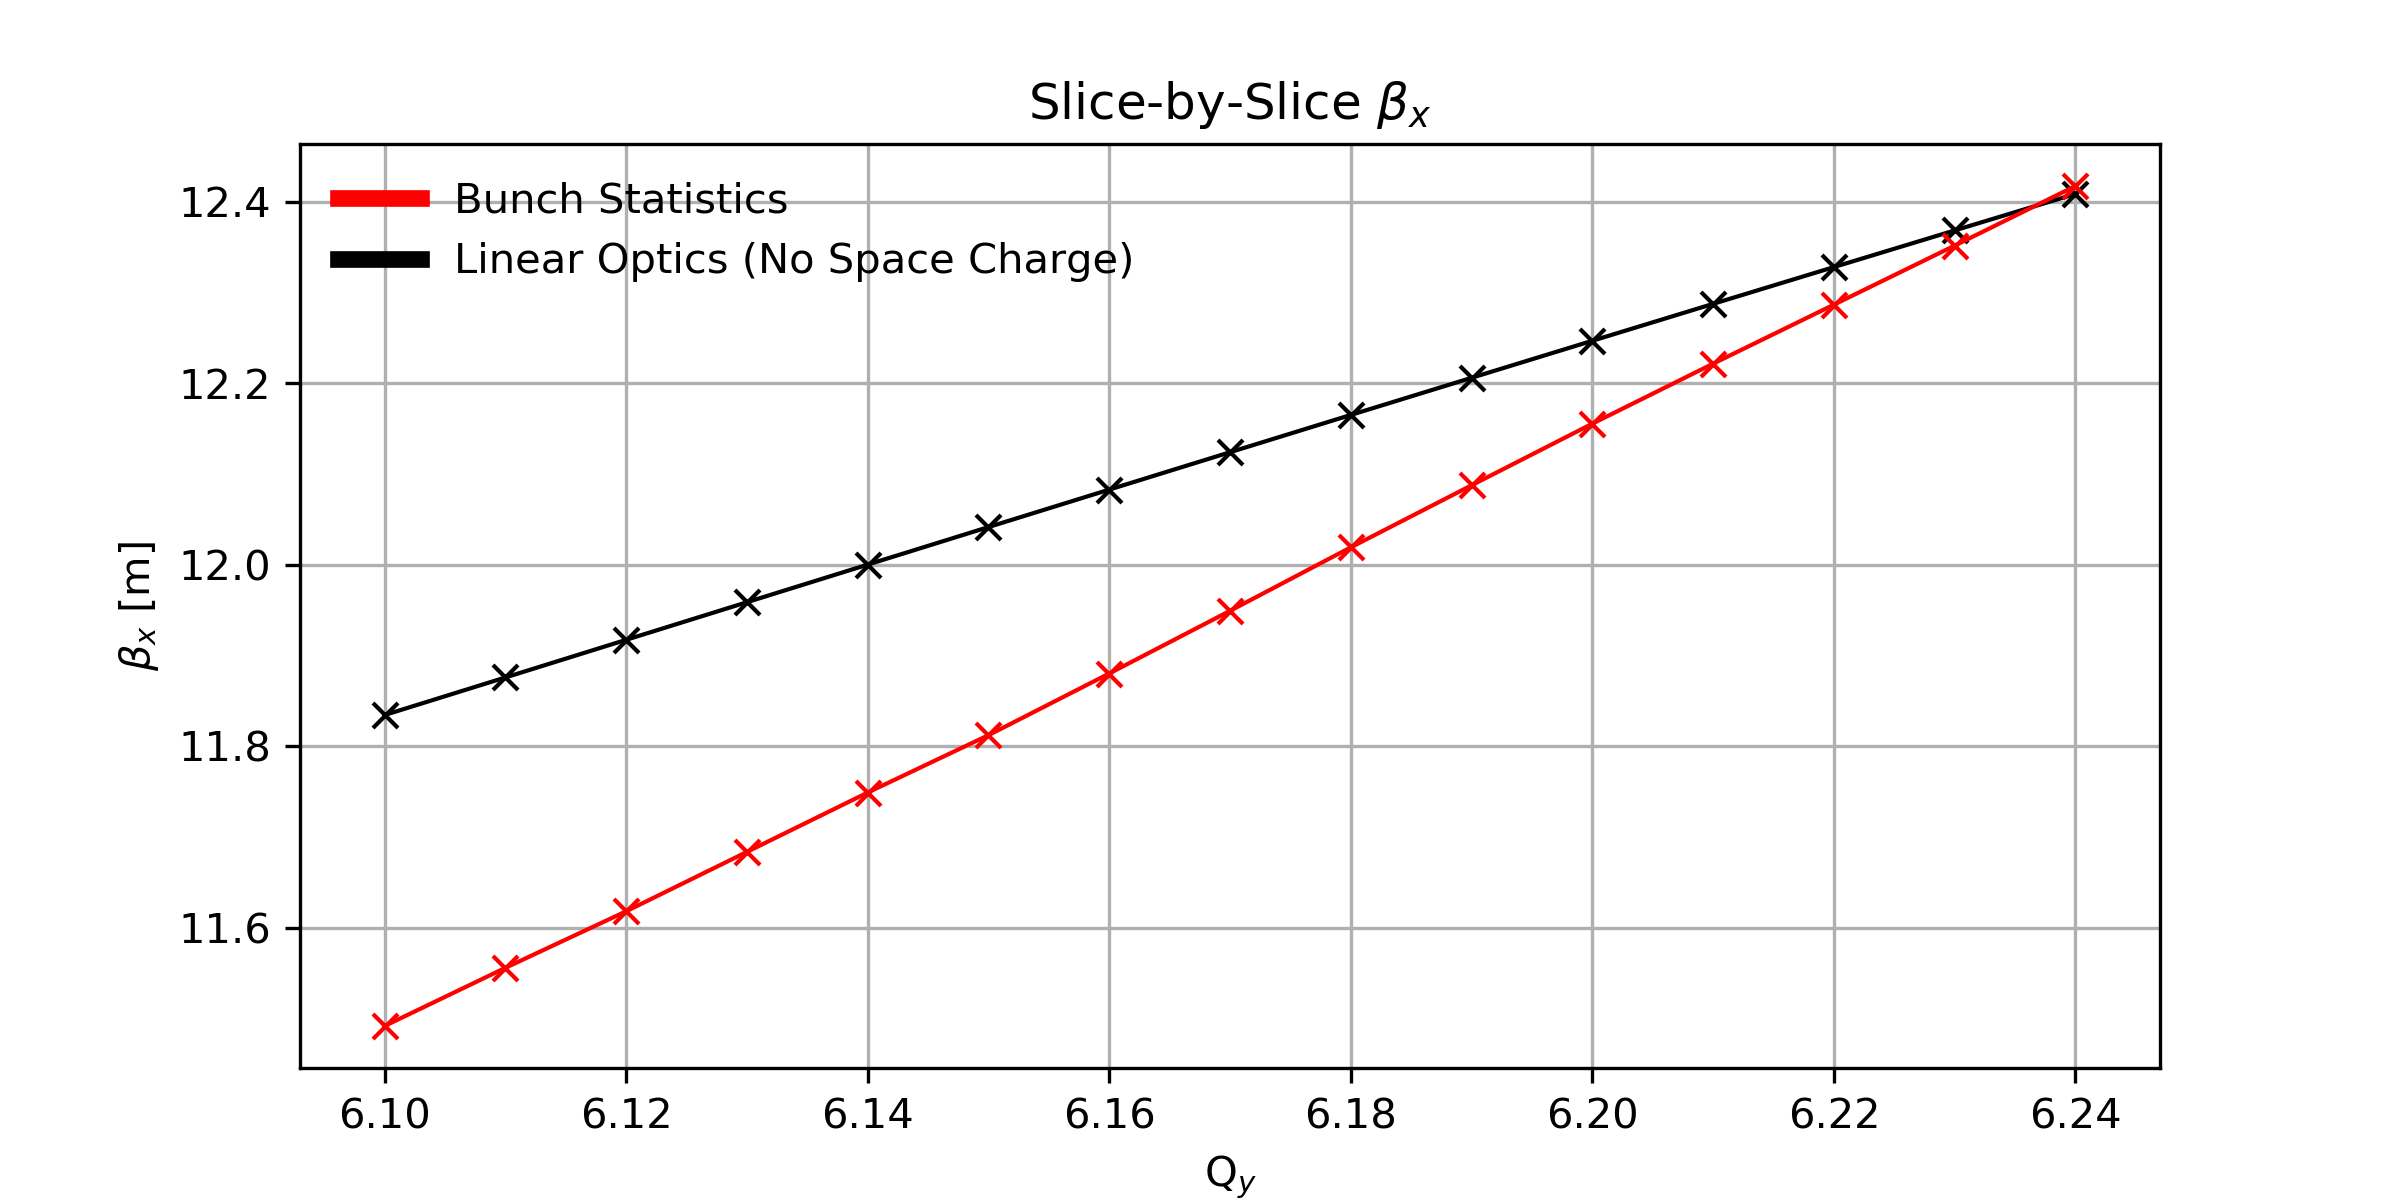 Slice-by-Slice βx
Bunch Statistics
Linear Optics (No Space Charge)
βx [m]
12.4
12.2
12.0
11.8
11.6
6.10 6.12 6.14 6.16 6.18 6.20 6.22 6.24
Qy